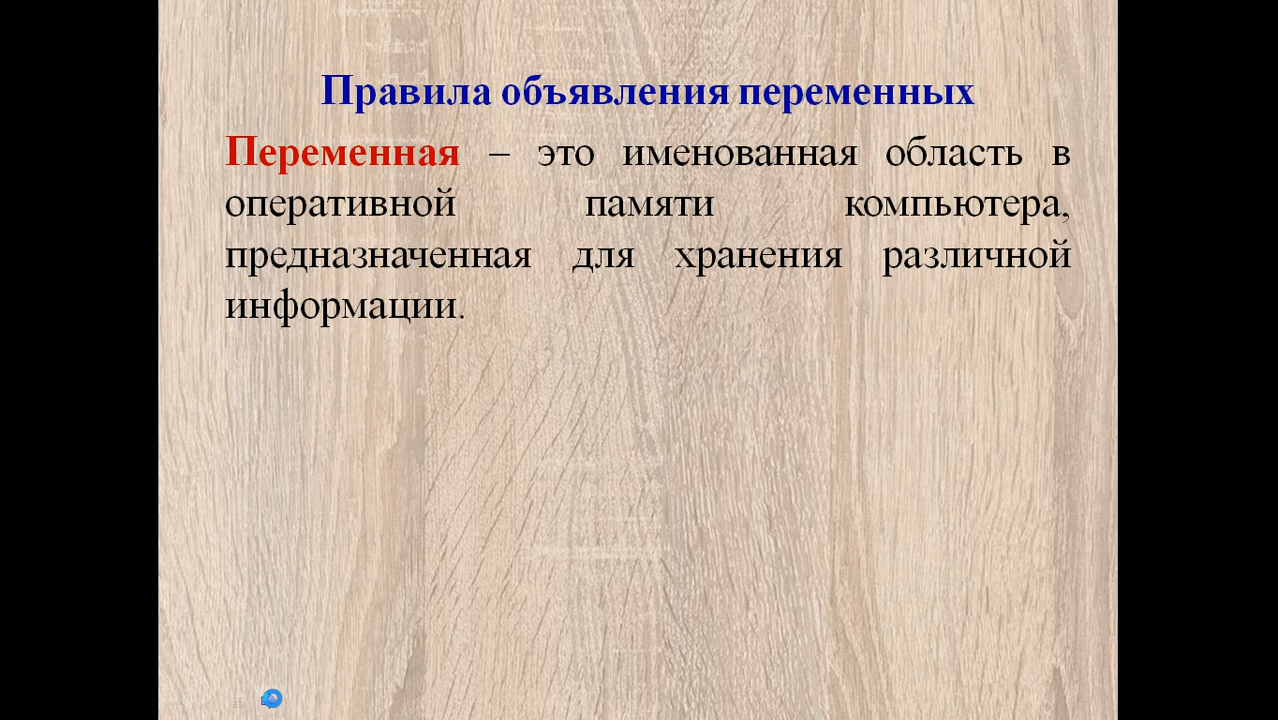 Правила объявления переменных
Переменная – это именованная область в
оперативной памяти компьютера,
предназначенная для хранения различной
информации.